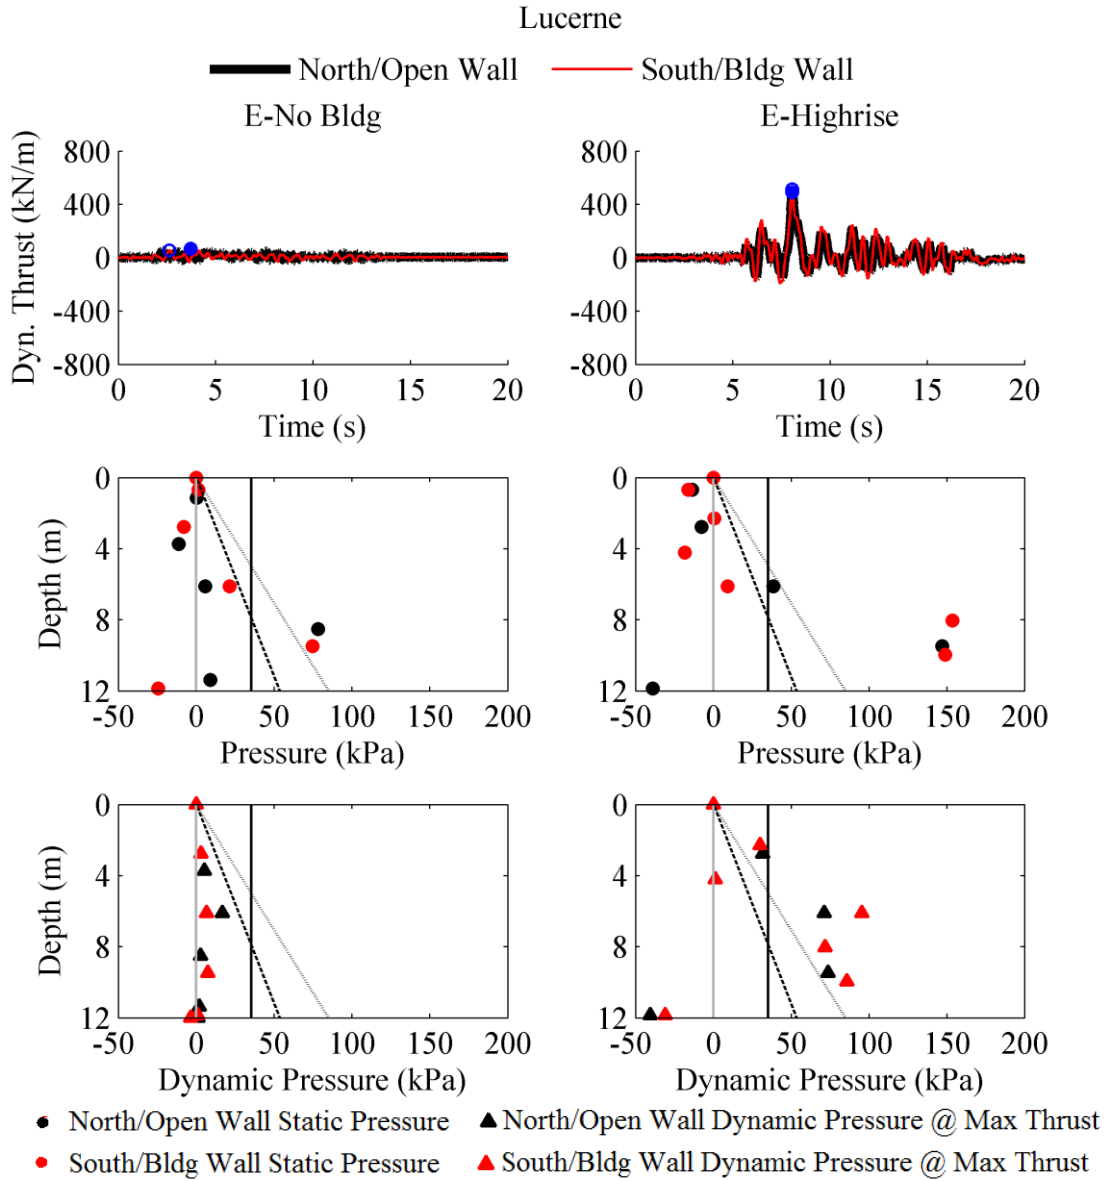 Lucerne
North/Open Wall South/Bldg Wall
E-No Bldg E-Highrise
Dyn. Thrust (kN/m)
800
400
0
-400
-800
0 5 10 15 20
Time (s)
800
400
0
-400
-800
0 5 10 15 20
Time (s)
Depth (m)
0
4
8
12
-50 0 50 100 150 200
Pressure (kPa)
0
4
8
12
-50 0 50 100 150 200
Pressure (kPa)
Depth (m)
0
4
8
12
-50 0 50 100 150 200
Dynamic Pressure (kPa)
0
4
8
12
-50 0 50 100 150 200
Dynamic Pressure (kPa)
North/Open Wall Static Pressure North/Open Wall Dynamic Pressure @ Max Thrust
South/Bldg Wall Static Pressure South/Bldg Wall Dynamic Pressure @ Max Thrust